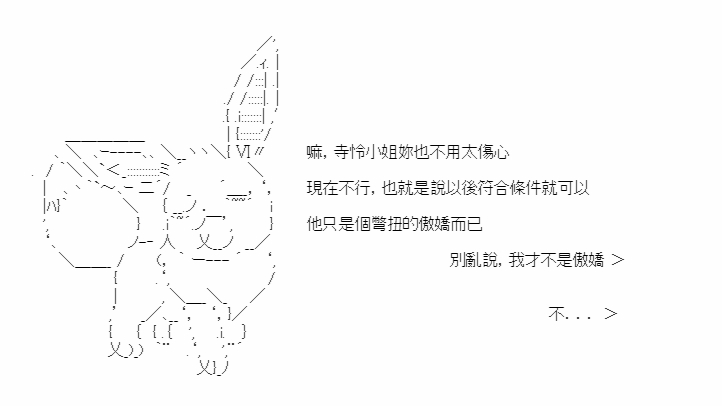 嘛，寺怜小姐妳也不用太傷心
現在不行，也就是說以後符合條件就可以
他只是個彆扭的傲嬌而已
別亂說，我才不是傲嬌 ＞
不．．． ＞